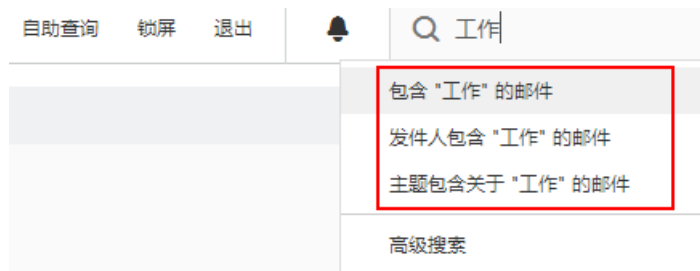 自助查询 锁屏 退出 工作
包含 "工作" 的邮件
发件人包含 "工作" 的邮件
主题包含关于 "工作" 的邮件
高级搜索